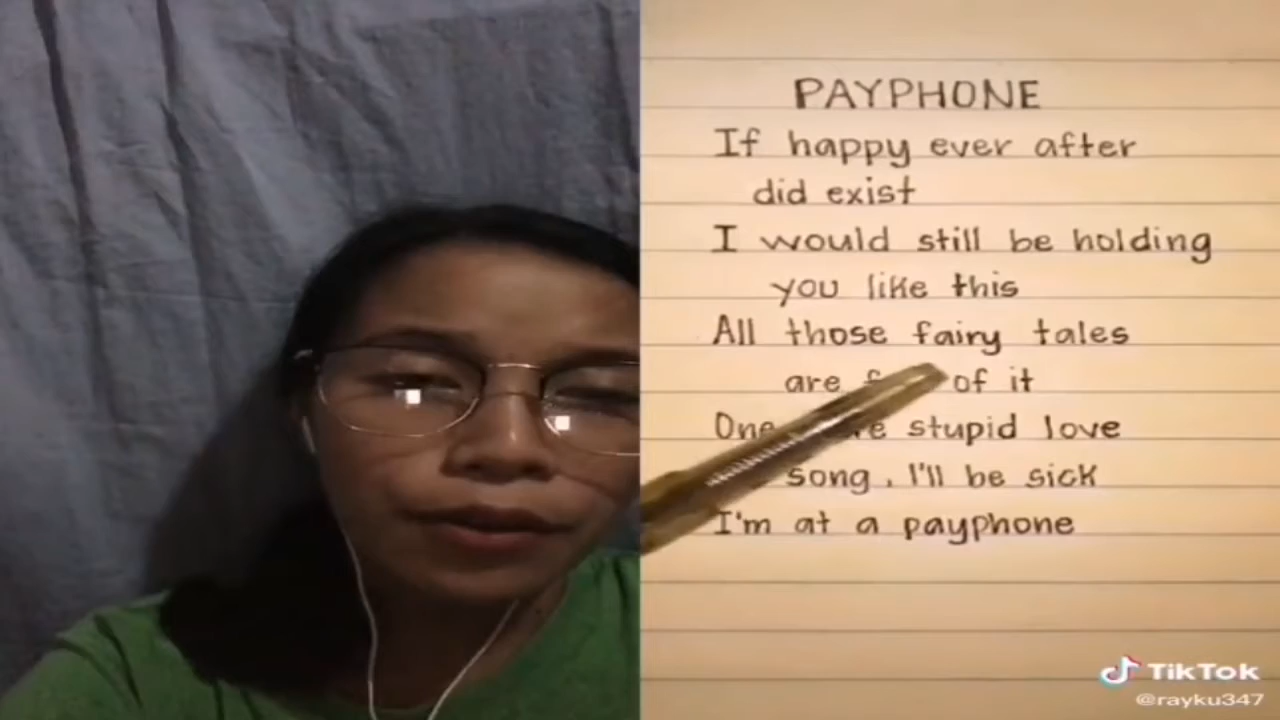 PAYPHONE
If happy ever after
did exist
I would still be holding
you like this
All those fairy tales
are of it
One stupid love
song, I'll be sick
I'm at a payphone
TikTok
@rayku347